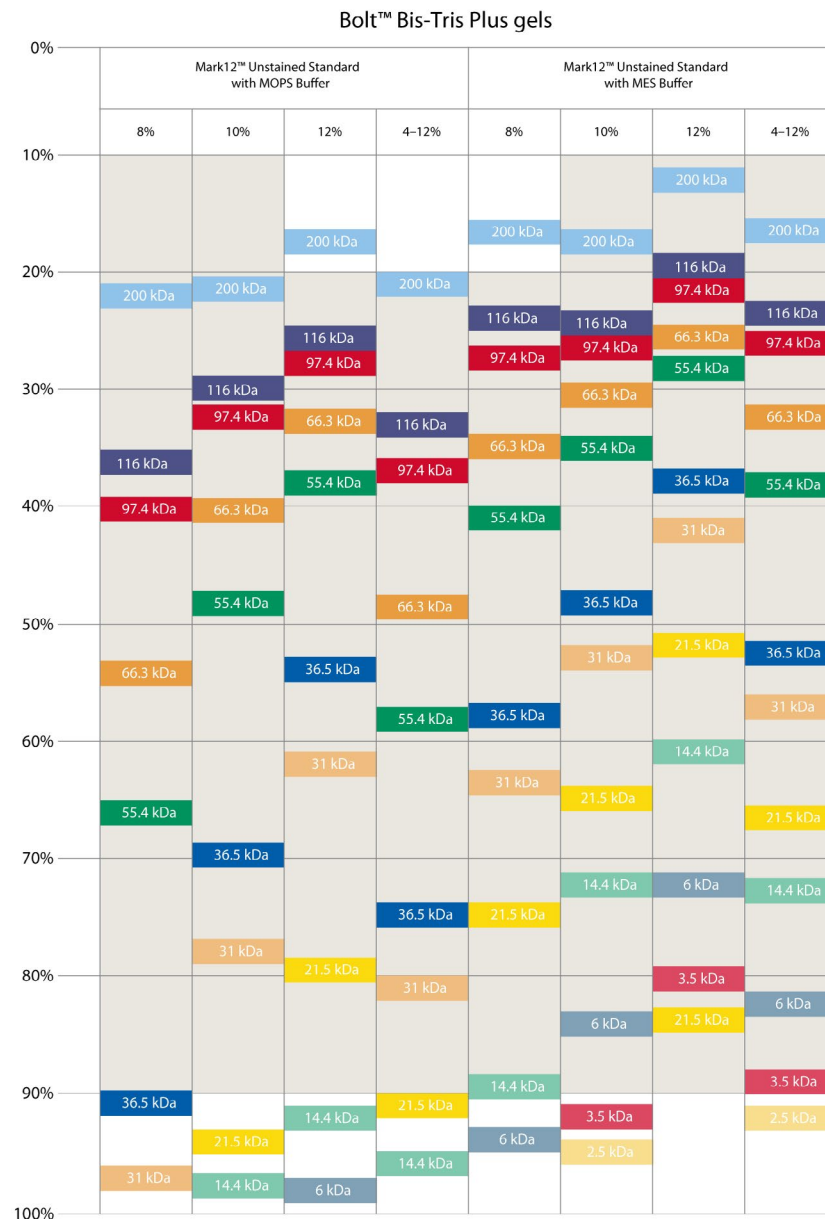 Bolt™ Bis-Tris Plus gels
0%
Mark12™ Unstained Standard
with MOPS Buffer
Mark12™ Unstained Standard
with MES Buffer
8%
10%
12%
4–12%
8%
10%
12%
4–12%
10%
20%
30%
40%
50%
60%
70%
80%
90%
100%
200 kDa
116 kDa
97.4 kDa
66.3 kDa
55.4 kDa
36.5 kDa
31 kDa
200 kDa
116 kDa
97.4 kDa
66.3 kDa
55.4 kDa
36.5 kDa
31 kDa
21.5 kDa
14.4 kDa
200 kDa
116 kDa
97.4 kDa
66.3 kDa
55.4 kDa
36.5 kDa
31 kDa
21.5 kDa
14.4 kDa
6 kDa
200 kDa
116 kDa
97.4 kDa
66.3 kDa
55.4 kDa
36.5 kDa
31 kDa
21.5 kDa
14.4 kDa
200 kDa
116 kDa
97.4 kDa
66.3 kDa
55.4 kDa
36.5 kDa
31 kDa
21.5 kDa
14.4 kDa
6 kDa
200 kDa
116 kDa
97.4 kDa
66.3 kDa
55.4 kDa
36.5 kDa
31 kDa
21.5 kDa
14.4 kDa
6 kDa
3.5 kDa
2.5 kDa
200 kDa
116 kDa
97.4 kDa
66.3 kDa
55.4 kDa
36.5 kDa
31 kDa
21.5 kDa
14.4 kDa
6 kDa
3.5 kDa
21.5 kDa
200 kDa
116 kDa
97.4 kDa
66.3 kDa
55.4 kDa
36.5 kDa
31 kDa
21.5 kDa
14.4 kDa
6 kDa
3.5 kDa
2.5 kDa